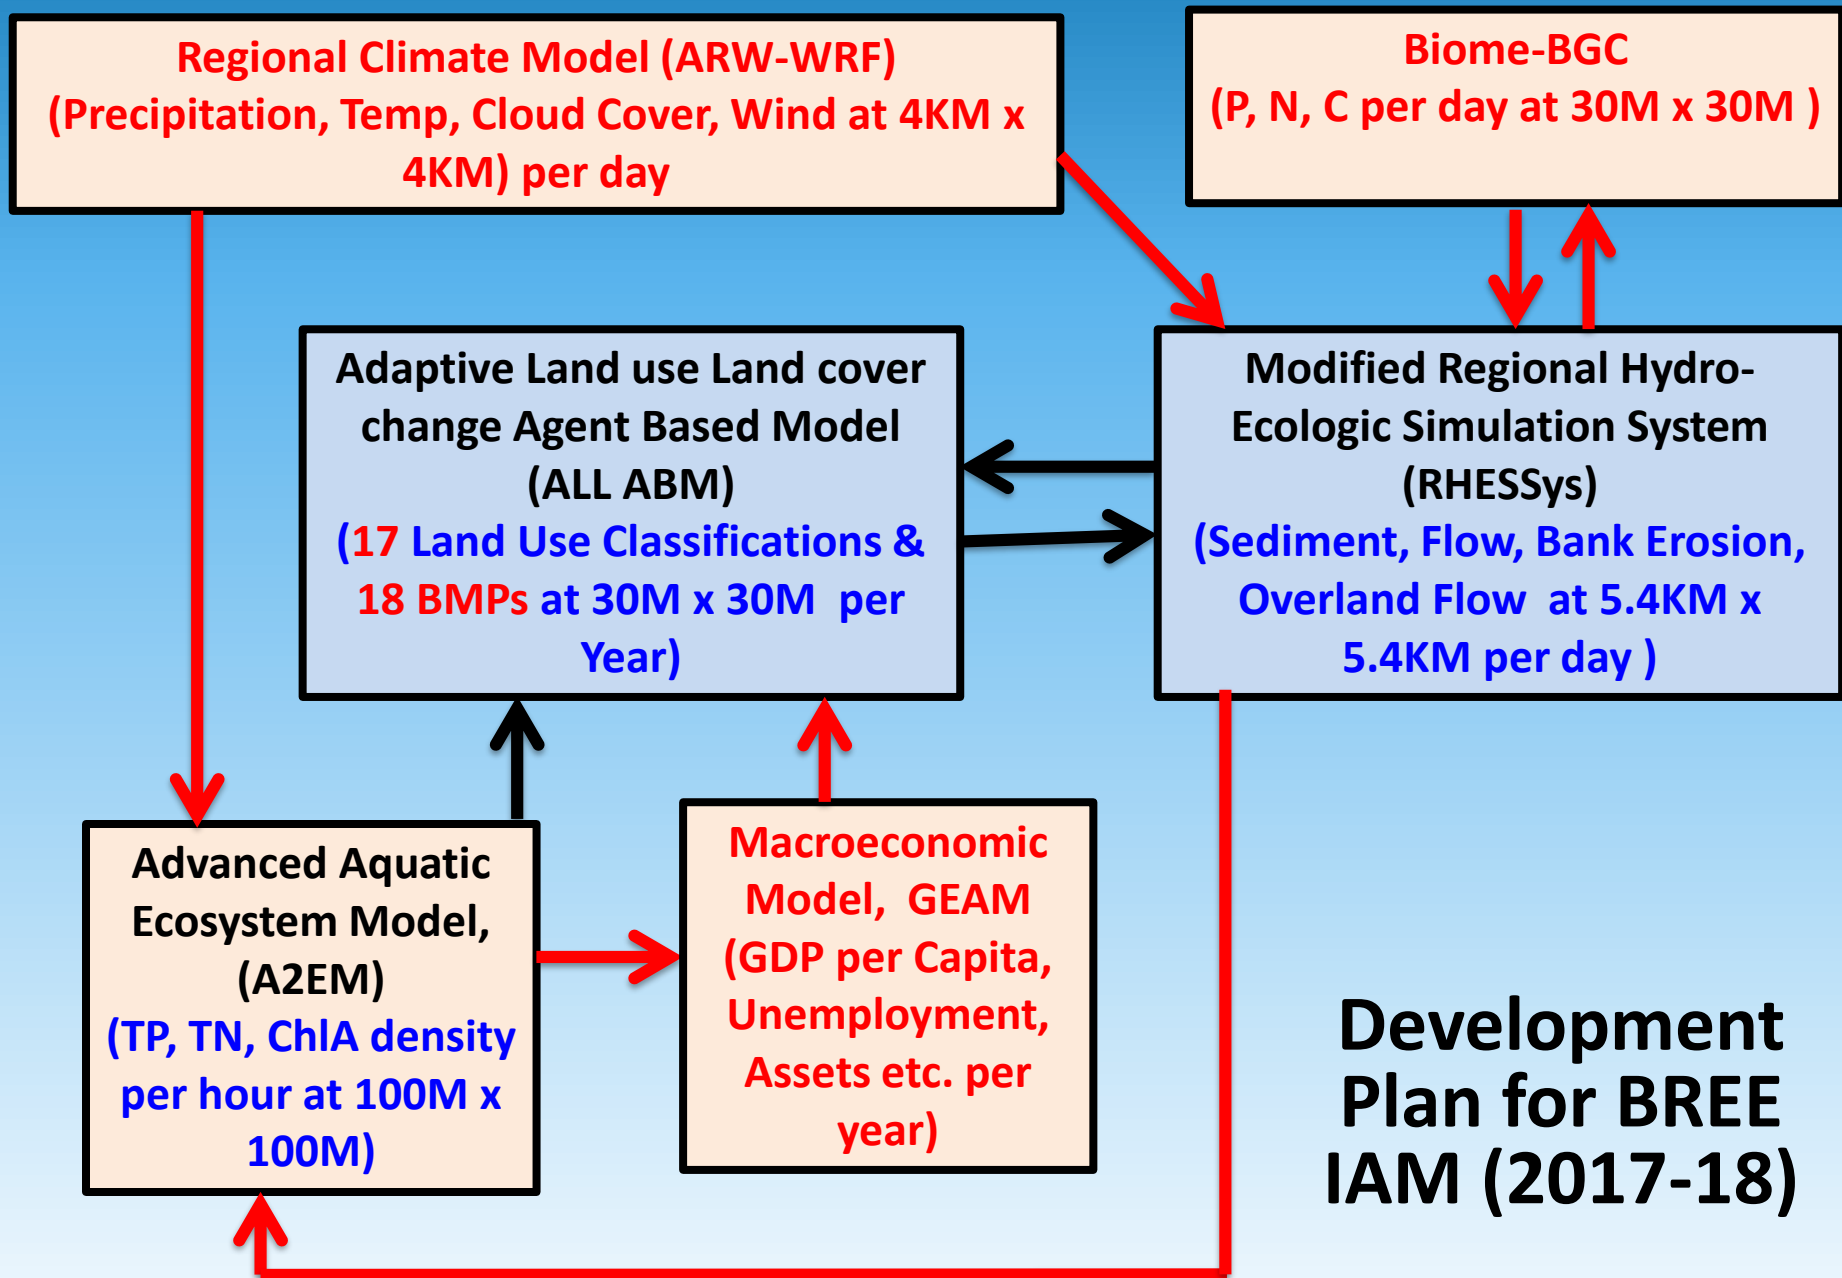 Regional Climate Model (ARW-WRF)
(Precipitation, Temp, Cloud Cover, Wind at 4KM x
4KM) per day
Biome-BGC
(P, N, C per day at 30M x 30M )
Adaptive Land use Land cover
change Agent Based Model
(ALL ABM)
(17 Land Use Classifications &
18 BMPs at 30M x 30M  per
Year)
Modified Regional Hydro-
Ecologic Simulation System
(RHESSys)
(Sediment, Flow, Bank Erosion,
Overland Flow  at 5.4KM x
5.4KM per day )
Advanced Aquatic
Ecosystem Model,
(A2EM)
(TP, TN, ChlA density
per hour at 100M x
100M)
Macroeconomic
Model,  GEAM
(GDP per Capita,
Unemployment,
Assets etc. per
year)
Development
Plan for BREE
IAM (2017-18)